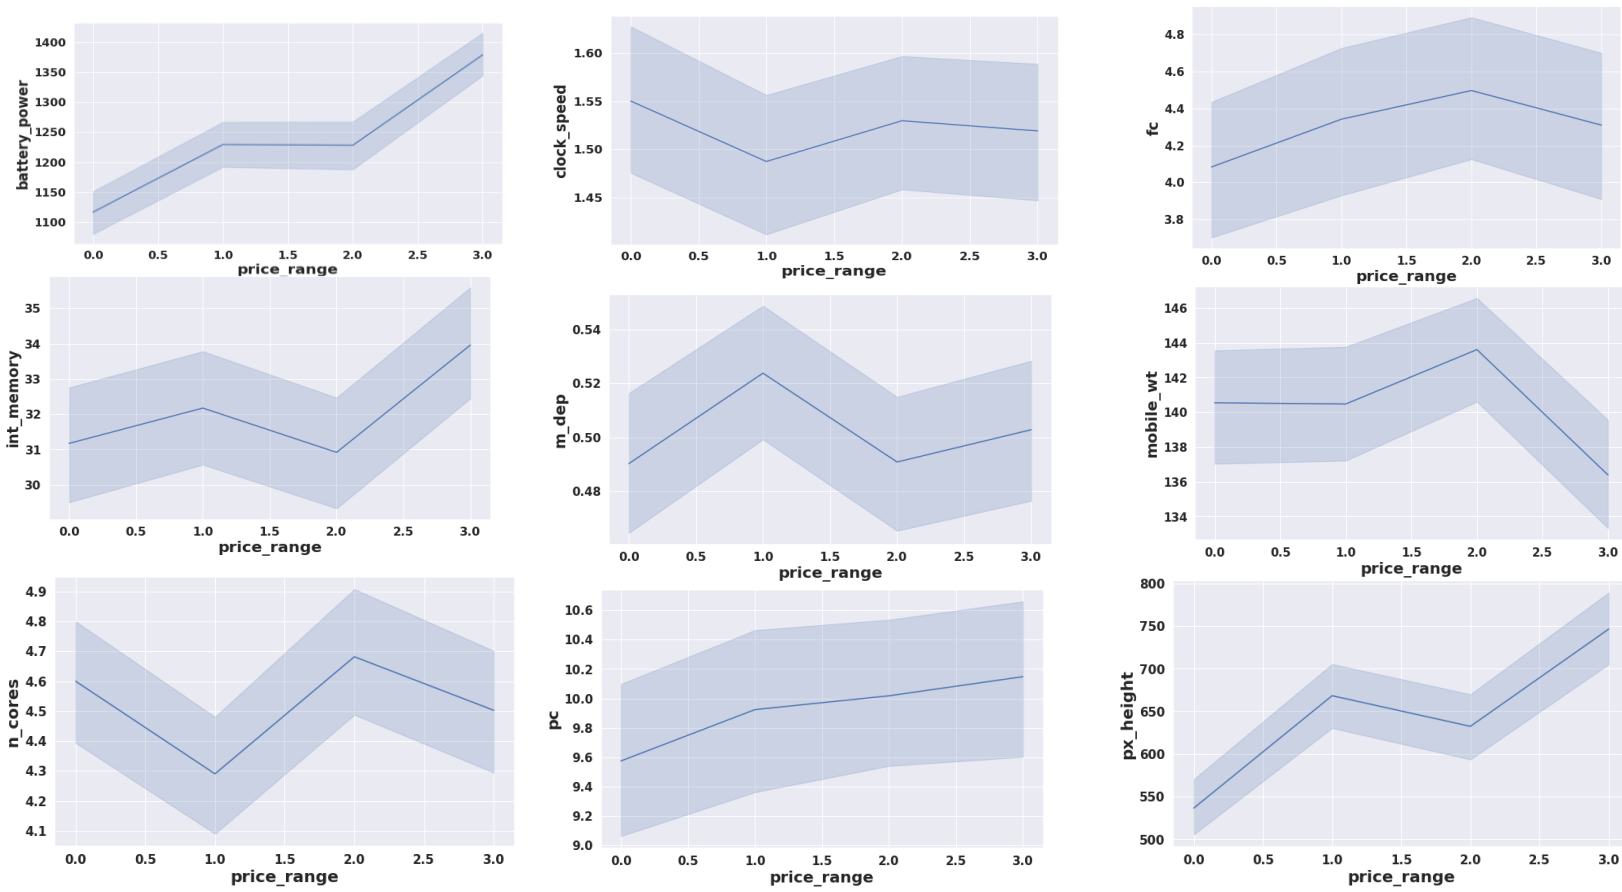 battery_power
1400
1350
1300
1250
1200
1150
1100
0.0 0.5 1.0 1.5 2.0 2.5 3.0
price_range
clock_speed
1.60
1.55
1.50
1.45
0.0 0.5 1.0 1.5 2.0 2.5 3.0
price_range
fc
4.8
4.6
4.4
4.2
4.0
3.8
0.0 0.5 1.0 1.5 2.0 2.5 3.0
price_range
int_memory
35
34
33
32
31
30
0.0 0.5 1.0 1.5 2.0 2.5 3.0
price_range
m_dep
0.54
0.52
0.50
0.48
0.0 0.5 1.0 1.5 2.0 2.5 3.0
price_range
mobile_wt
146
144
142
140
138
136
134
0.0 0.5 1.0 1.5 2.0 2.5 3.0
price_range
n_cores
4.9
4.8
4.7
4.6
4.5
4.4
4.3
4.2
4.1
0.0 0.5 1.0 1.5 2.0 2.5 3.0
price_range
pc
10.6
10.4
10.2
10.0
9.8
9.6
9.4
9.2
9.0
0.0 0.5 1.0 1.5 2.0 2.5 3.0
price_range
px_height
800
750
700
650
600
550
500
0.0 0.5 1.0 1.5 2.0 2.5 3.0
price_range